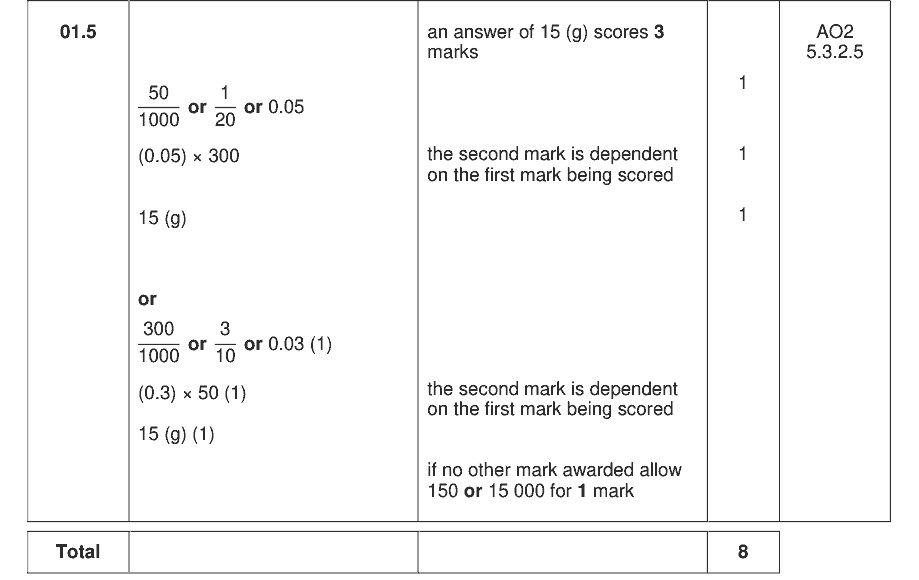 01.5
an answer of 15 (g) scores 3
marks
AO2
5.3.2.5
50/1000 or 1/20 or 0.05
1
(0.05) × 300
the second mark is dependent
on the first mark being scored
1
15 (g)
1
or
300/1000 or 3/10 or 0.03 (1)
(0.3) × 50 (1)
the second mark is dependent
on the first mark being scored
15 (g) (1)
if no other mark awarded allow
150 or 15 000 for 1 mark
Total
8